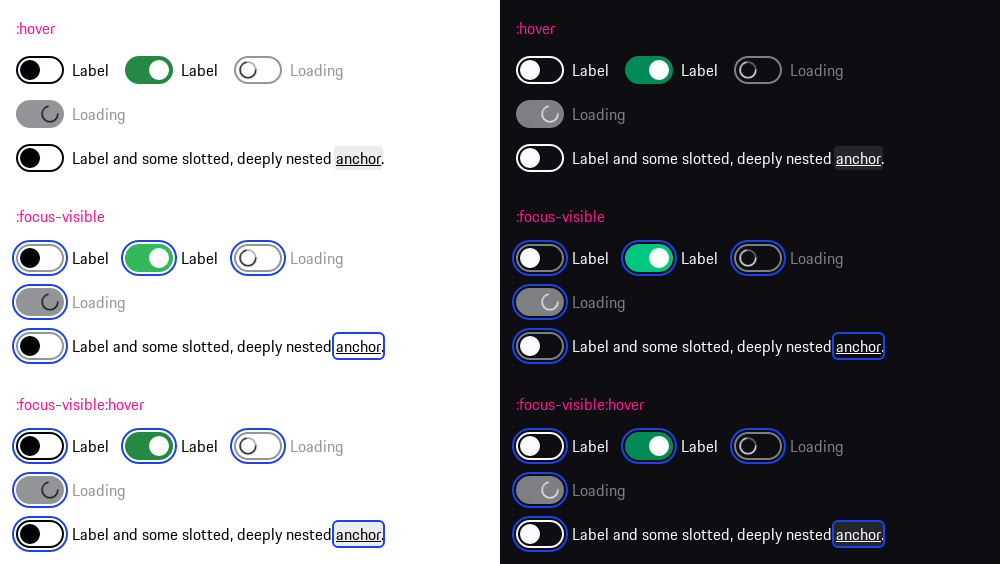 :hover
Label Label Loading
Loading
Label and some slotted, deeply nested anchor.
:focus-visible
Label Label Loading
Loading
Label and some slotted, deeply nested anchor.
:focus-visible:hover
Label Label Loading
Loading
Label and some slotted, deeply nested anchor.
:hover
Label Label Loading
Loading
Label and some slotted, deeply nested anchor.
:focus-visible
Label Label Loading
Loading
Label and some slotted, deeply nested anchor.
:focus-visible:hover
Label Label Loading
Loading
Label and some slotted, deeply nested anchor.